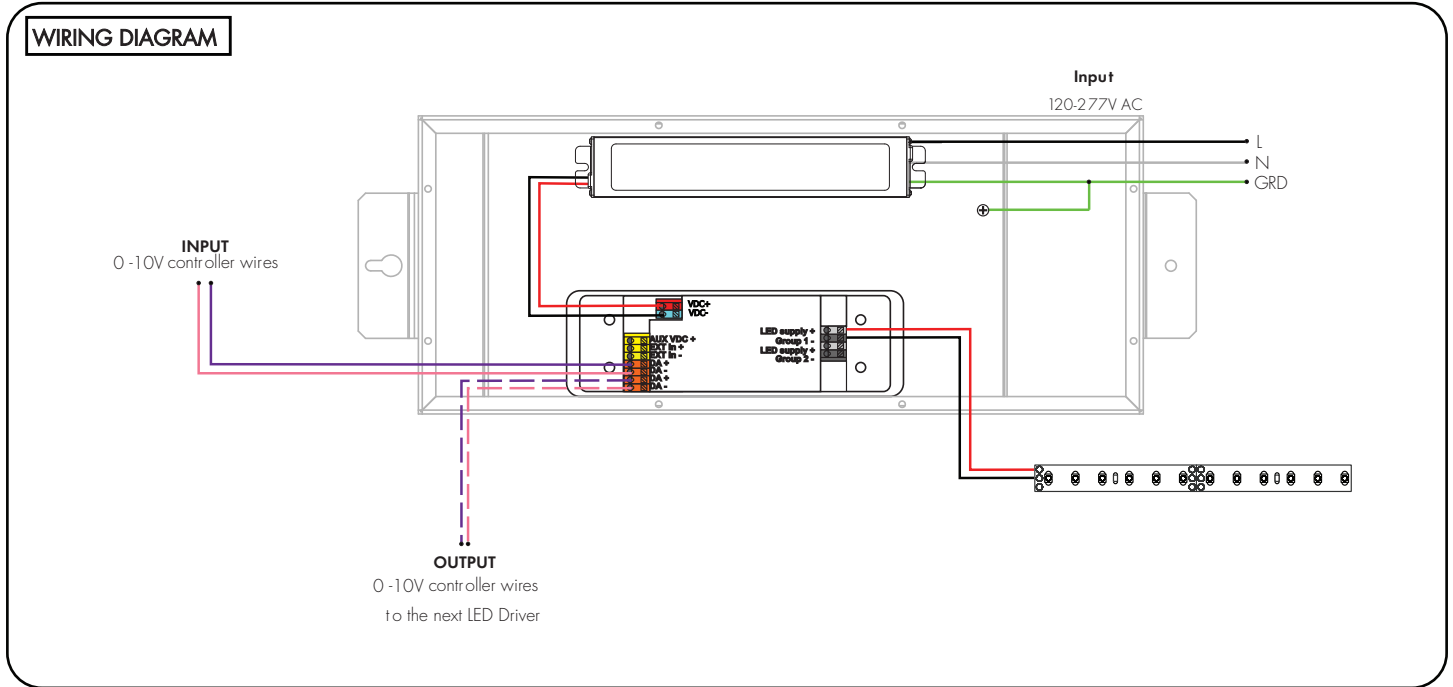 WIRING DIAGRAM
Input
120-277V AC
L
N
GRD
INPUT
0 -10V controller wires
VDC+
VDC-
AUX VDC +
EXT In +
EXT In -
DA +
DA -
DA +
DA -
LED supply +
Group 1 -
LED supply +
Group 2 -
OUTPUT
0 -10V controller wires
to the next LED Driver